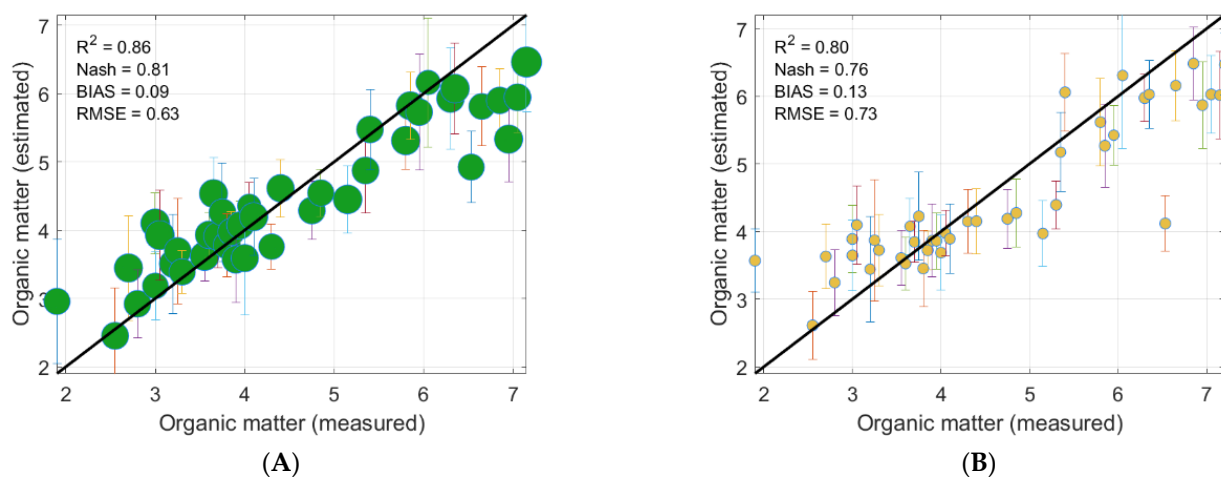 R² = 0.86
Nash = 0.81
BIAS = 0.09
RMSE = 0.63
Organic matter (estimated)
7
6
5
4
3
2
2 3 4 5 6 7
Organic matter (measured)
(A)
R² = 0.80
Nash = 0.76
BIAS = 0.13
RMSE = 0.73
Organic matter (estimated)
7
6
5
4
3
2
2 3 4 5 6 7
Organic matter (measured)
(B)